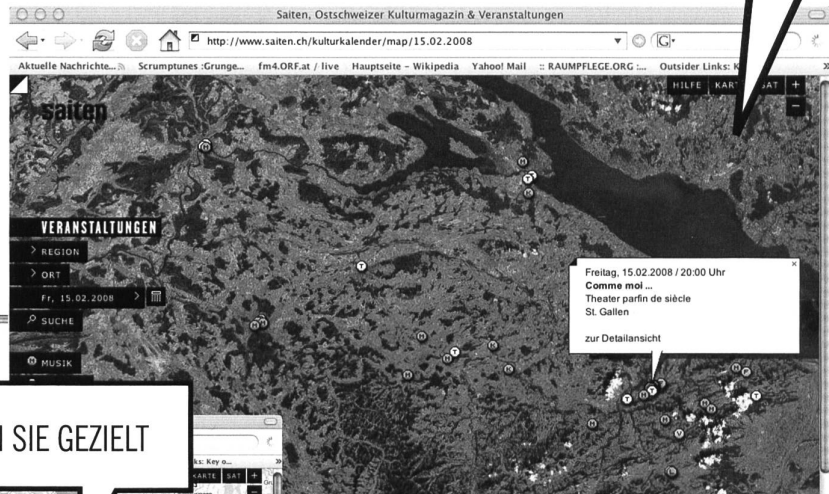 Saiten, Ostschweizer Kulturmagazin & Veranstaltungen
http://www.saiten.ch/kulturkalender/map/15.02.2008
G
Aktuelle Nachrichte... Scrumptunes :Grunge... fm4.ORF.at / live Hauptseite – Wikipedia Yahoo! Mail :: RAUMPFLEGE.ORG :... Outsider Links: K
HILFE KART SAT + −
saiten
VERANSTALTUNGEN
> REGION
> ORT
Fr, 15.02.2008 >
SUCHE
M MUSIK
Freitag, 15.02.2008 / 20:00 Uhr
Comme moi ...
Theater parfin de siècle
St. Gallen
zur Detailansicht
SIE GEZIELT
ks: Key o...
KARTE SAT +